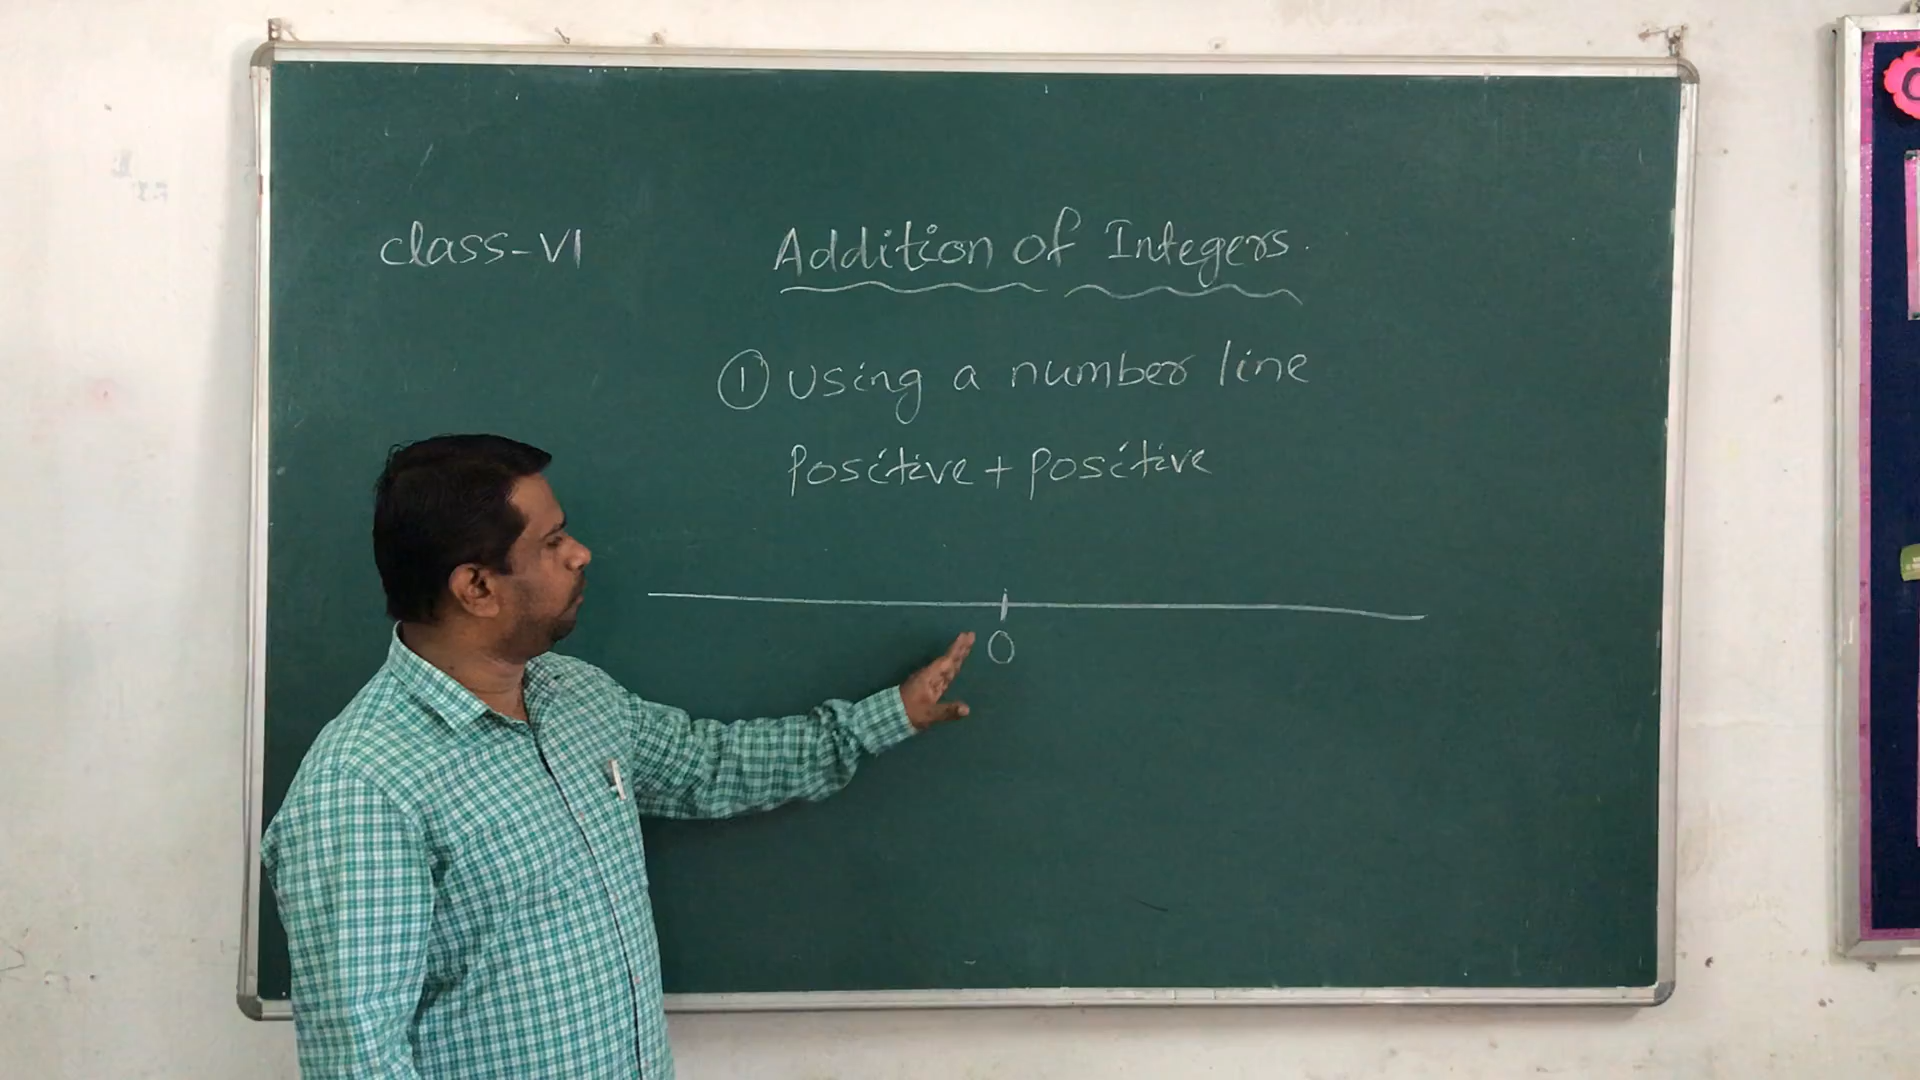 class-VI
Addition of Integers.
① Using a number line
Positive + Positive
0